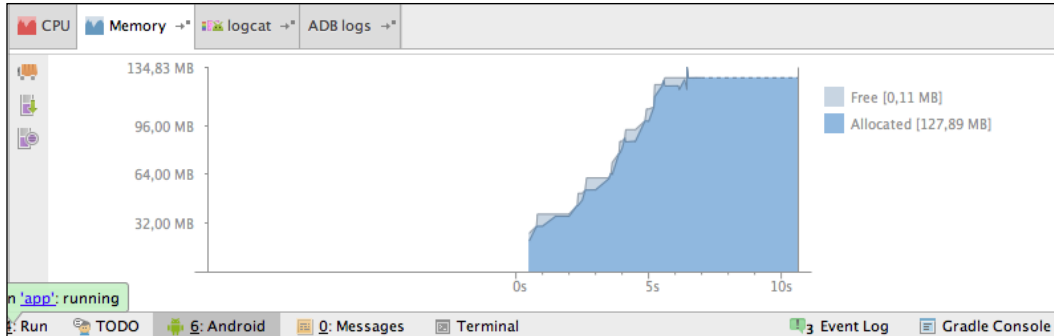 CPU Memory logcat ADB logs
134,83 MB
96,00 MB
64,00 MB
32,00 MB
Free [0,11 MB]
Allocated [127,89 MB]
0s 5s 10s
n 'app': running
: Run TODO 6: Android 0: Messages Terminal 3 Event Log Gradle Console